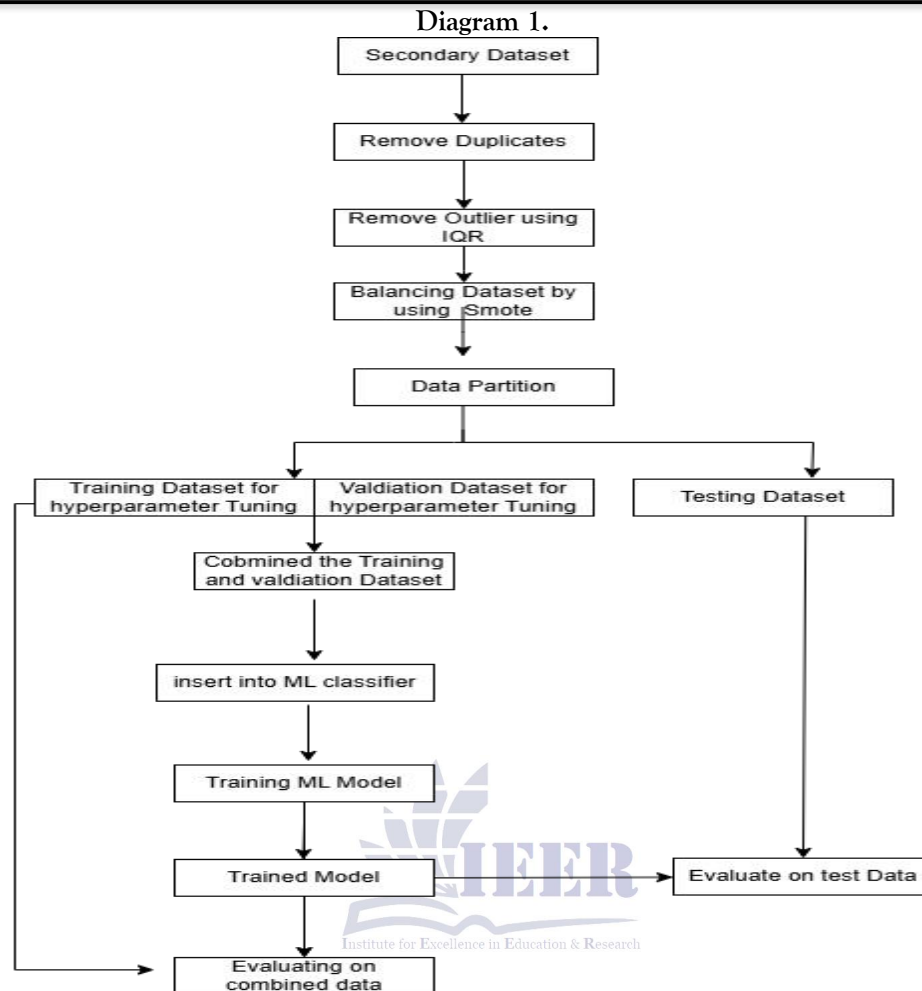 Diagram 1.
Secondary Dataset
Remove Duplicates
Remove Outlier using
IQR
Balancing Dataset by
using Smote
Data Partition
Training Dataset for
hyperparameter Tuning
Valdiation Dataset for
hyperparameter Tuning
Testing Dataset
Cobmined the Training
and valdiation Dataset
insert into ML classifier
Training ML Model
Trained Model
Evaluate on test Data
IEER
Institute for Excellence in Education & Research
Evaluating on
combined data